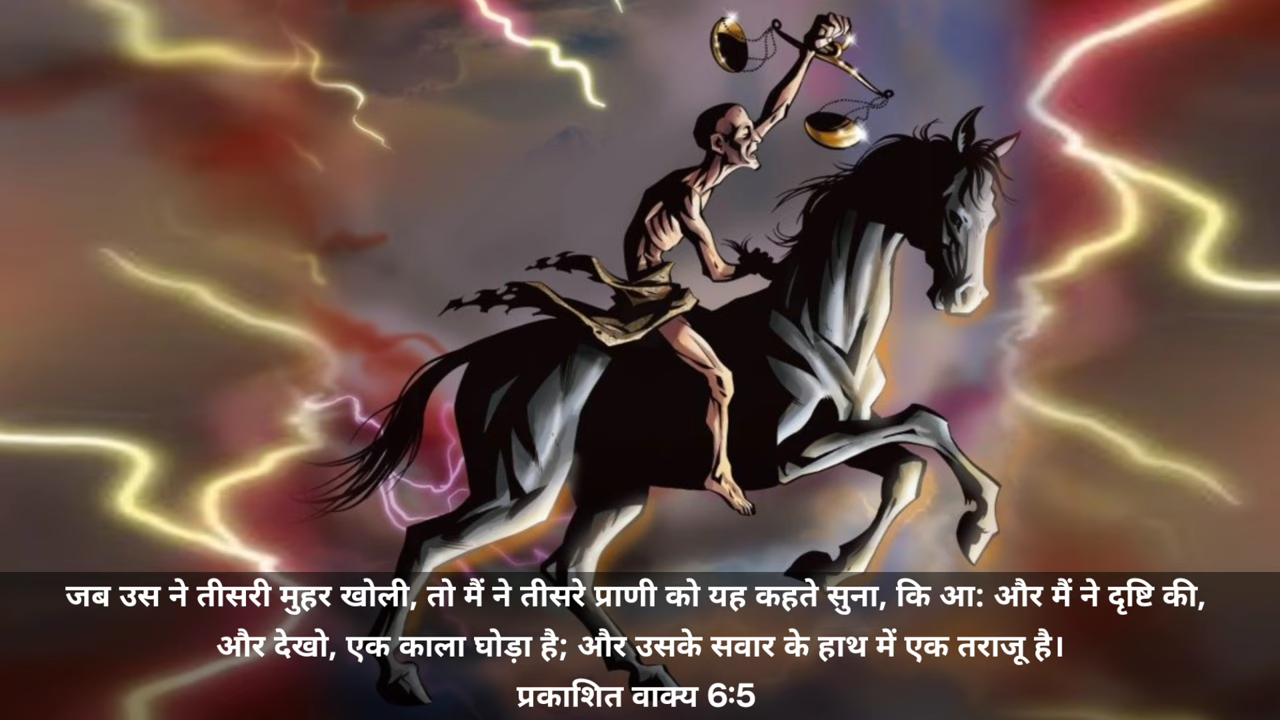 जब उस ने तीसरी मुहर खोली, तो मैं ने तीसरे प्राणी को यह कहते सुना, कि आ: और मैं ने दृष्टि की,
और देखो, एक काला घोड़ा है; और उसके सवार के हाथ में एक तराजू है।
प्रकाशित वाक्य 6:5